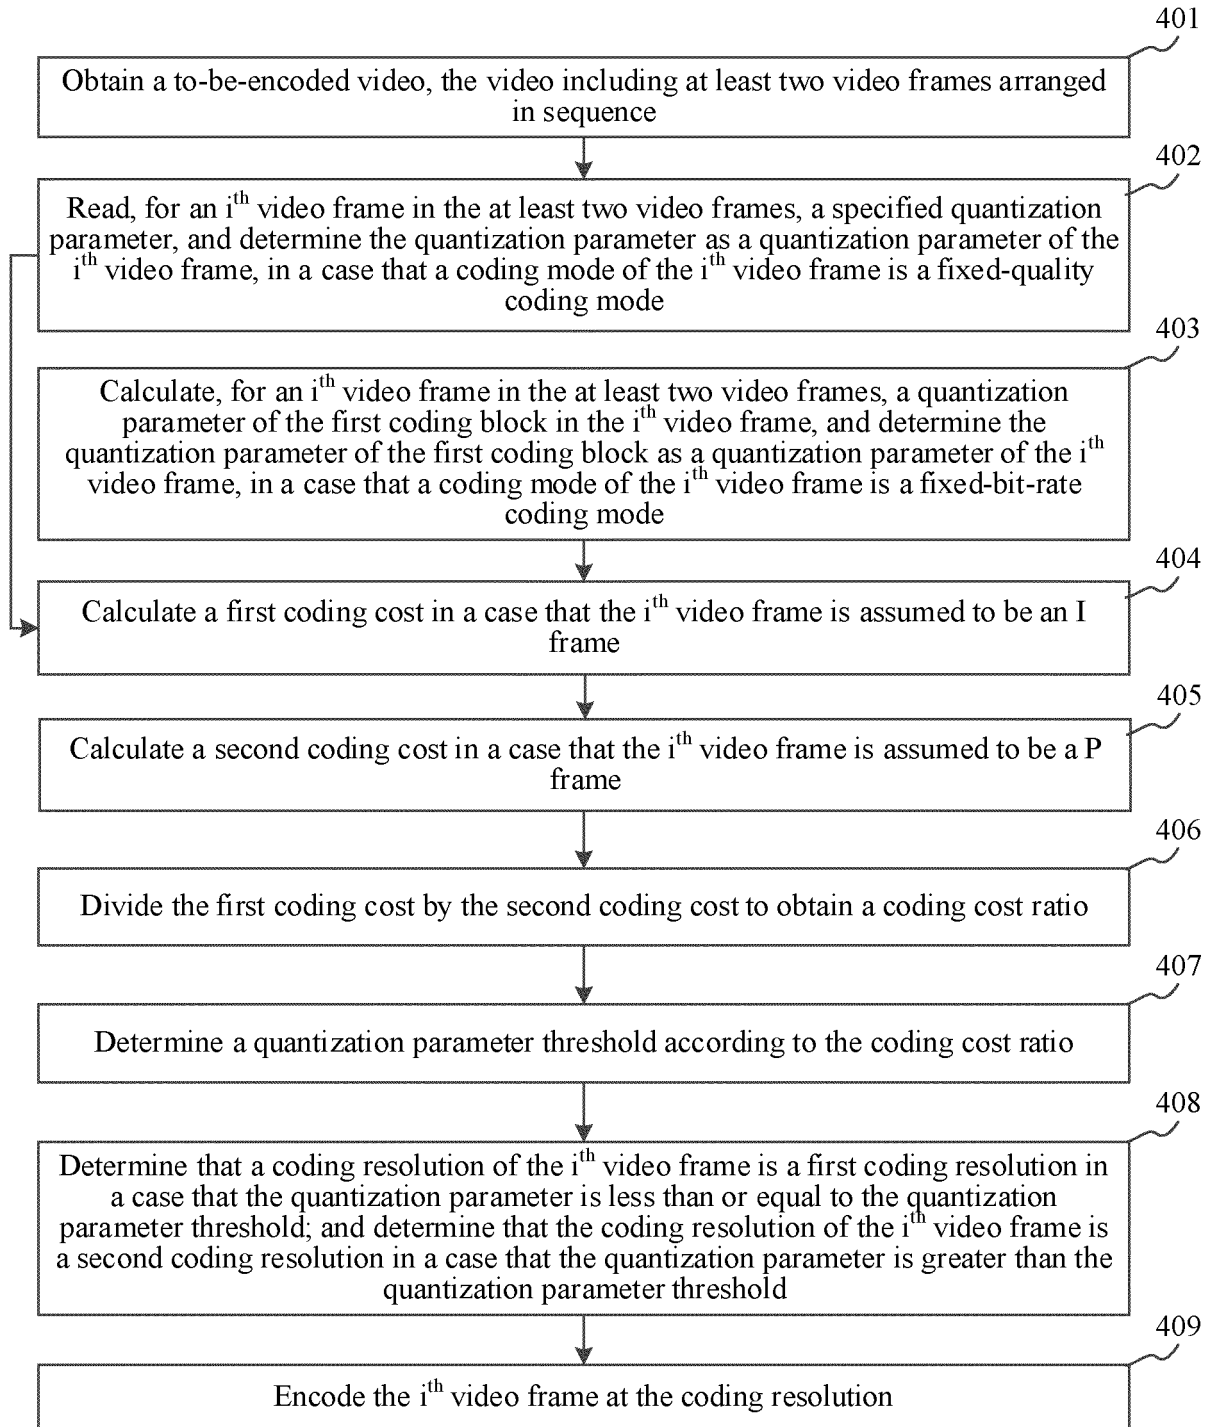 401
Obtain a to-be-encoded video, the video including at least two video frames arranged
in sequence
402
Read, for an ith video frame in the at least two video frames, a specified quantization
parameter, and determine the quantization parameter as a quantization parameter of the
ith video frame, in a case that a coding mode of the ith video frame is a fixed-quality
coding mode
403
Calculate, for an ith video frame in the at least two video frames, a quantization
parameter of the first coding block in the ith video frame, and determine the
quantization parameter of the first coding block as a quantization parameter of the ith
video frame, in a case that a coding mode of the ith video frame is a fixed-bit-rate
coding mode
404
Calculate a first coding cost in a case that the ith video frame is assumed to be an I
frame
405
Calculate a second coding cost in a case that the ith video frame is assumed to be a P
frame
406
Divide the first coding cost by the second coding cost to obtain a coding cost ratio
407
Determine a quantization parameter threshold according to the coding cost ratio
408
Determine that a coding resolution of the ith video frame is a first coding resolution in
a case that the quantization parameter is less than or equal to the quantization
parameter threshold; and determine that the coding resolution of the ith video frame is
a second coding resolution in a case that the quantization parameter is greater than the
quantization parameter threshold
409
Encode the ith video frame at the coding resolution